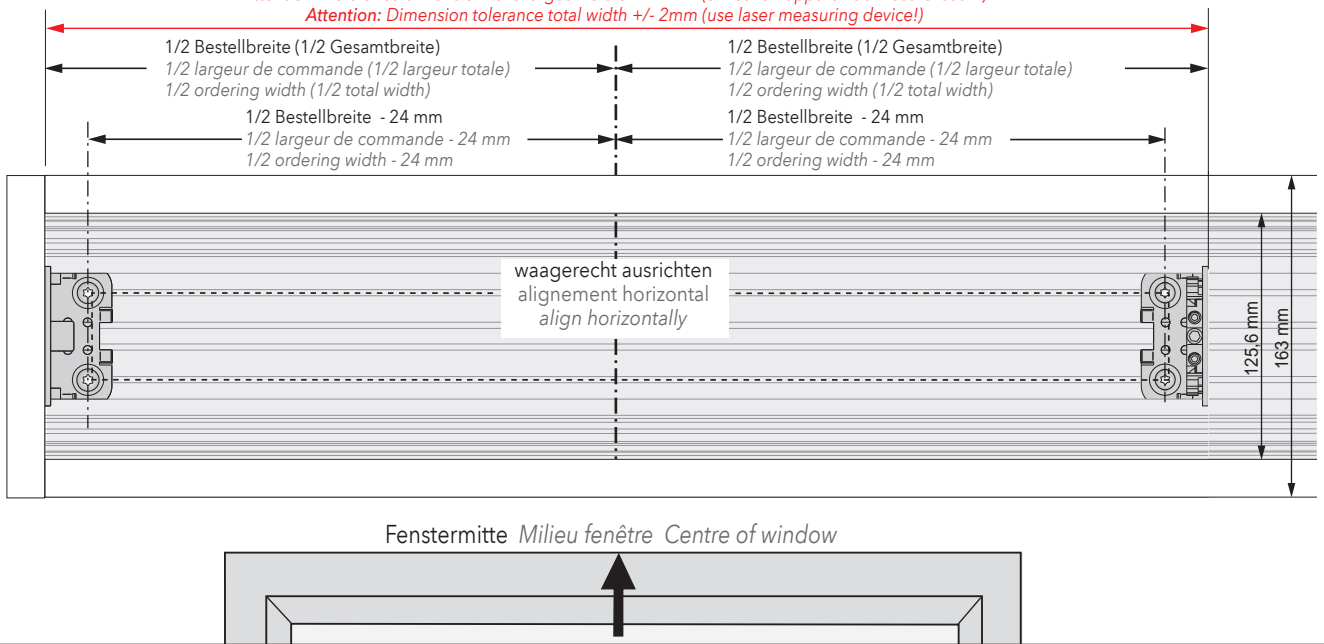 Attention: Dimension tolerance total width +/- 2mm (use laser measuring device!)
1/2 Bestellbreite (1/2 Gesamtbreite)
1/2 largeur de commande (1/2 largeur totale)
1/2 ordering width (1/2 total width)
1/2 Bestellbreite (1/2 Gesamtbreite)
1/2 largeur de commande (1/2 largeur totale)
1/2 ordering width (1/2 total width)
1/2 Bestellbreite - 24 mm
1/2 largeur de commande - 24 mm
1/2 ordering width - 24 mm
1/2 Bestellbreite - 24 mm
1/2 largeur de commande - 24 mm
1/2 ordering width - 24 mm
waagerecht ausrichten
alignement horizontal
align horizontally
125,6 mm
163 mm
Fenstermitte Milieu fenêtre Centre of window